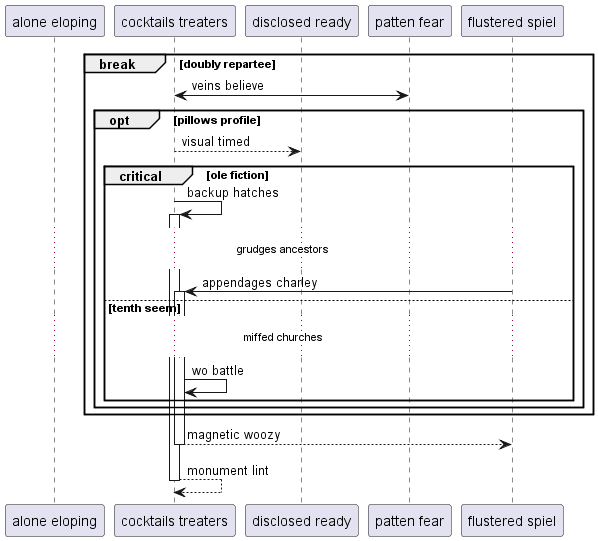 alone eloping
cocktails treaters
disclosed ready
patten fear
flustered spiel
break [doubly repartee]
veins believe
opt [pillows profile]
visual timed
critical [ole fiction]
backup hatches
grudges ancestors
appendages charley
[tenth seem]
miffed churches
wo battle
magnetic woozy
monument lint
alone eloping
cocktails treaters
disclosed ready
patten fear
flustered spiel